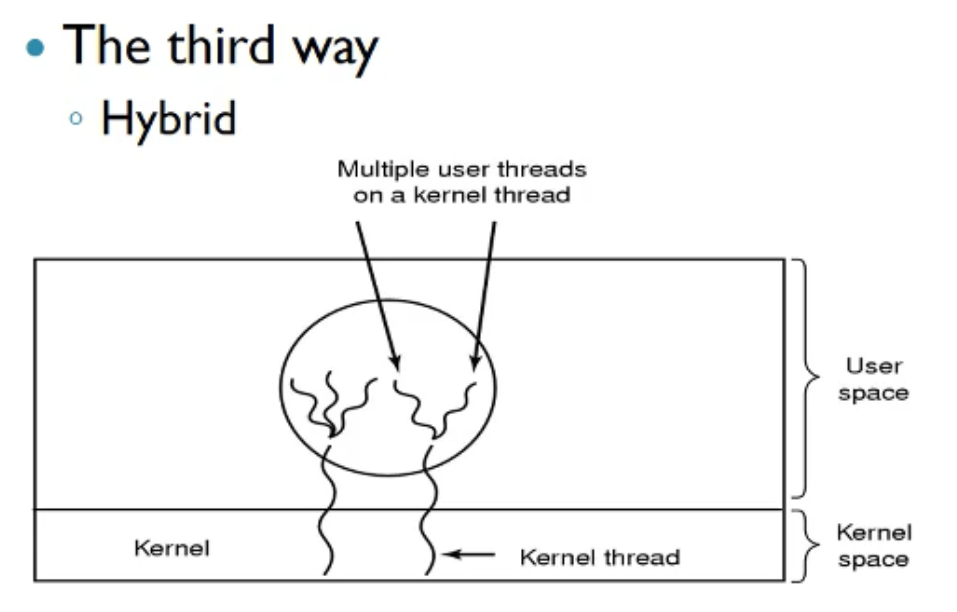 The third way
Hybrid
Multiple user threads
on a kernel thread
User
space
Kernel
Kernel thread
Kernel
space